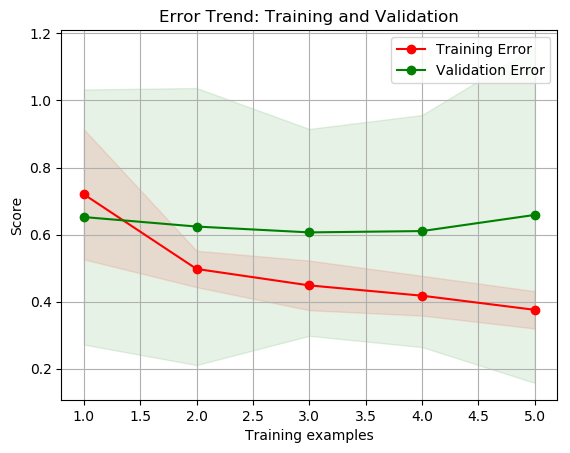 Error Trend: Training and Validation
1.2
1.0
0.8
0.6
0.4
0.2
Score
Training Error
Validation Error
1.0 1.5 2.0 2.5 3.0 3.5 4.0 4.5 5.0
Training examples